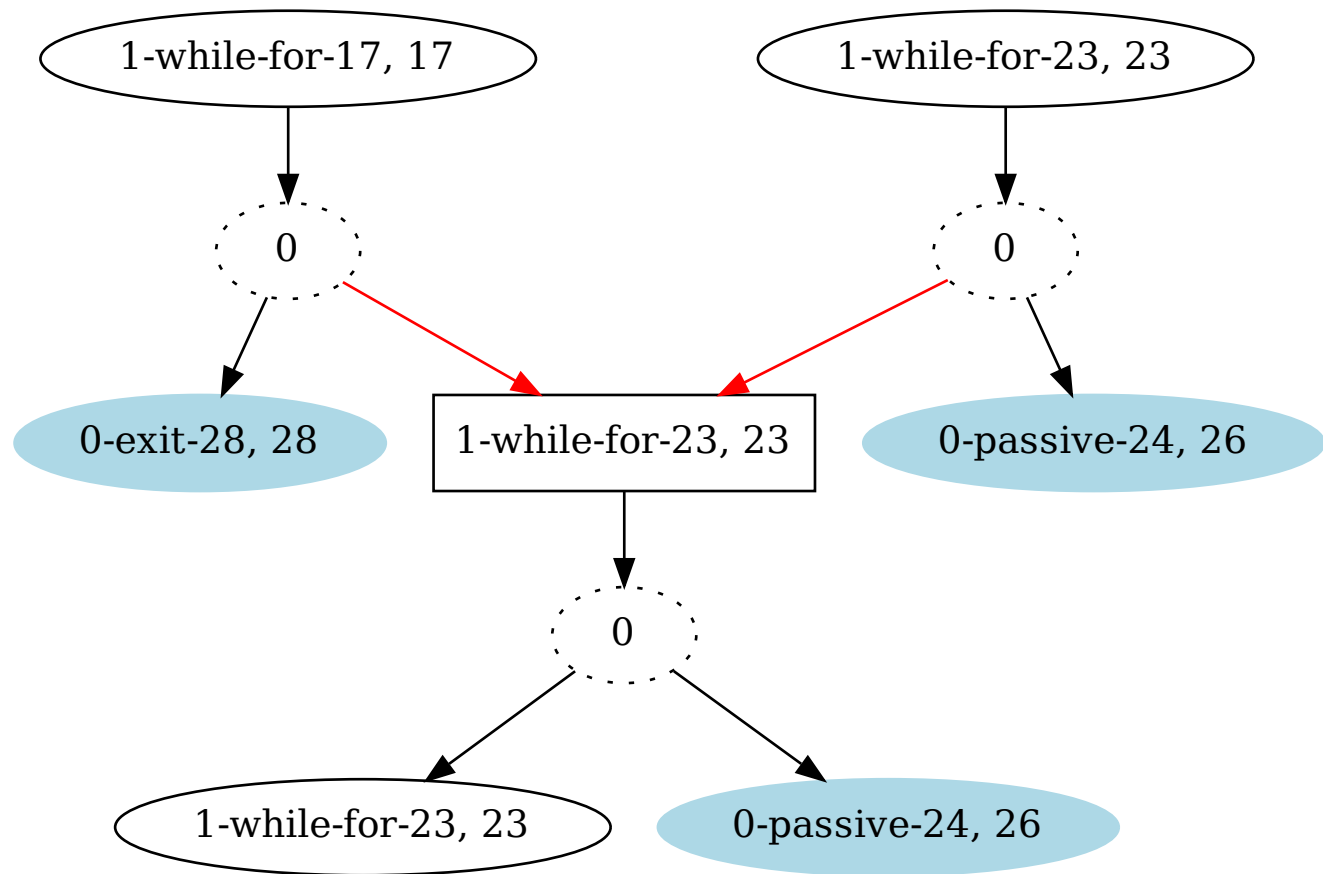 1-while-for-17, 17
1-while-for-23, 23
0
0
0-exit-28, 28
1-while-for-23, 23
0-passive-24, 26
0
1-while-for-23, 23
0-passive-24, 26